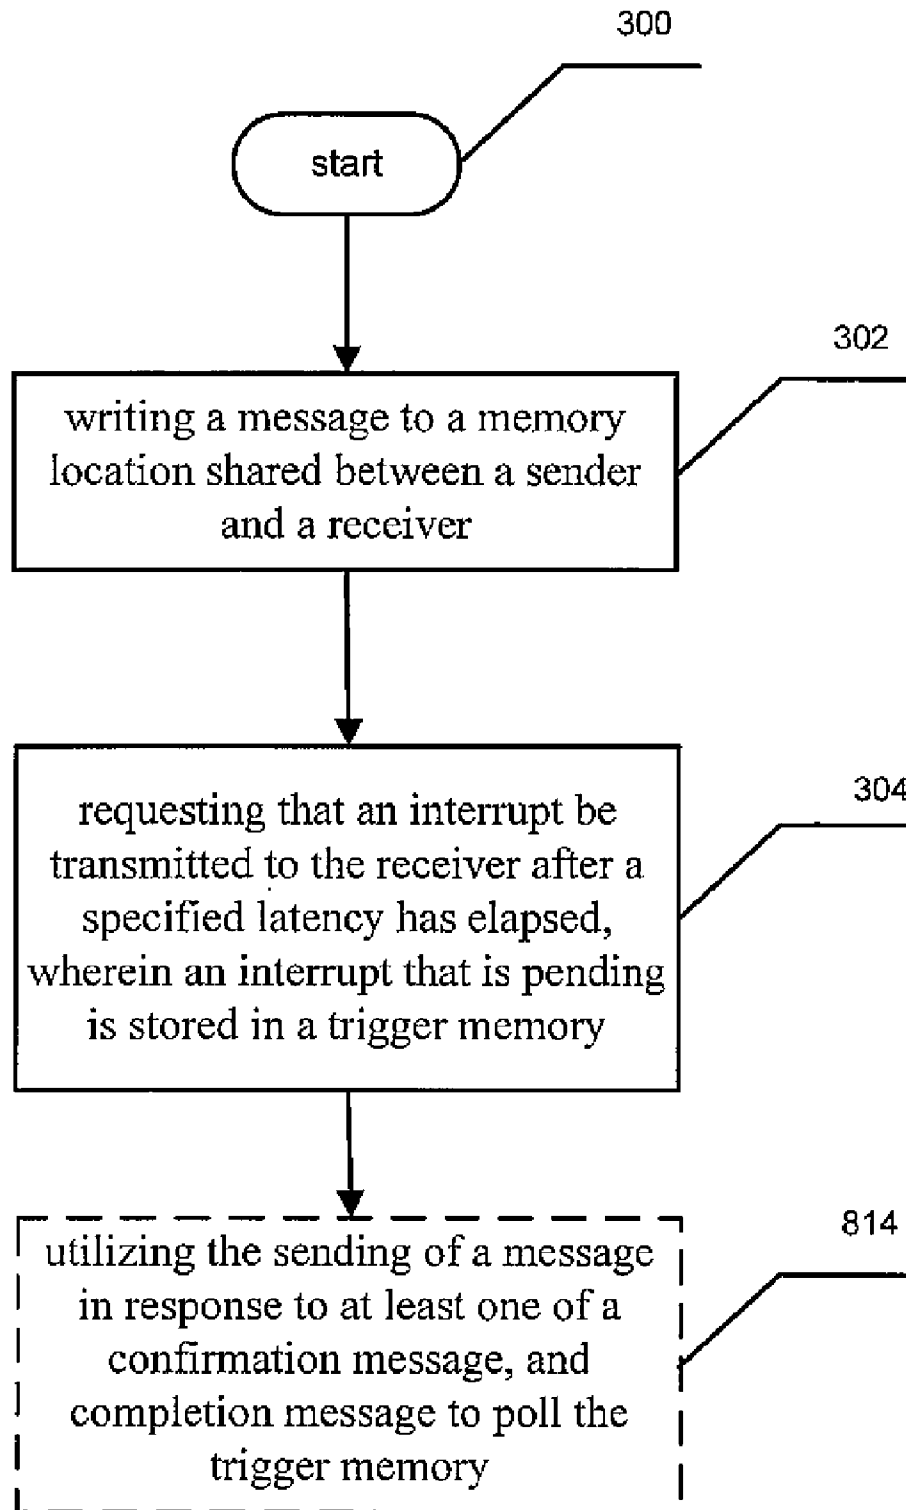 300
start
302
writing a message to a memory
location shared between a sender
and a receiver
304
requesting that an interrupt be
transmitted to the receiver after a
specified latency has elapsed,
wherein an interrupt that is pending
is stored in a trigger memory
814
utilizing the sending of a message
in response to at least one of a
confirmation message, and
completion message to poll the
trigger memory